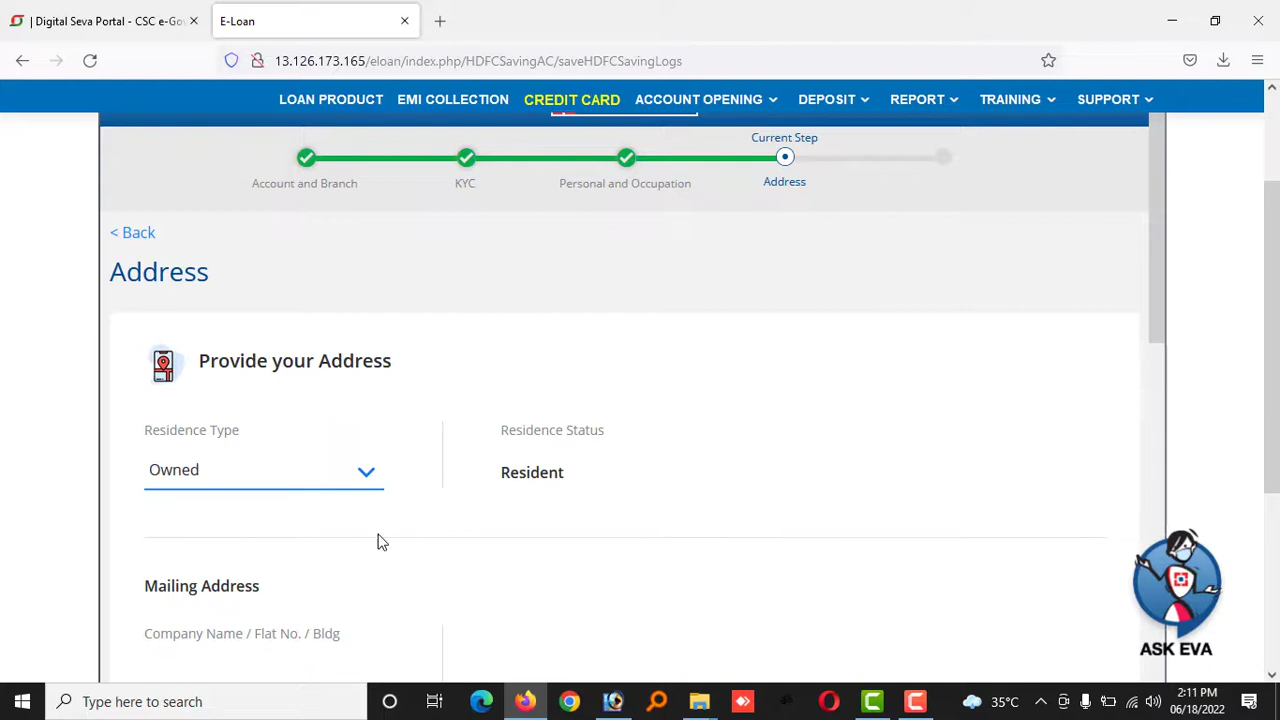 | Digital Seva Portal - CSC e-Gov
E-Loan
13.126.173.165/eloan/index.php/HDFCSavingAC/saveHDFCSavingLogs
LOAN PRODUCT EMI COLLECTION CREDIT CARD ACCOUNT OPENING DEPOSIT REPORT TRAINING SUPPORT
Current Step
Account and Branch KYC Personal and Occupation Address
< Back
Address
Provide your Address
Residence Type Residence Status
Owned Resident
Mailing Address
Company Name / Flat No. / Bldg
ASK EVA
Type here to search
35°C
2:11 PM
06/18/2022